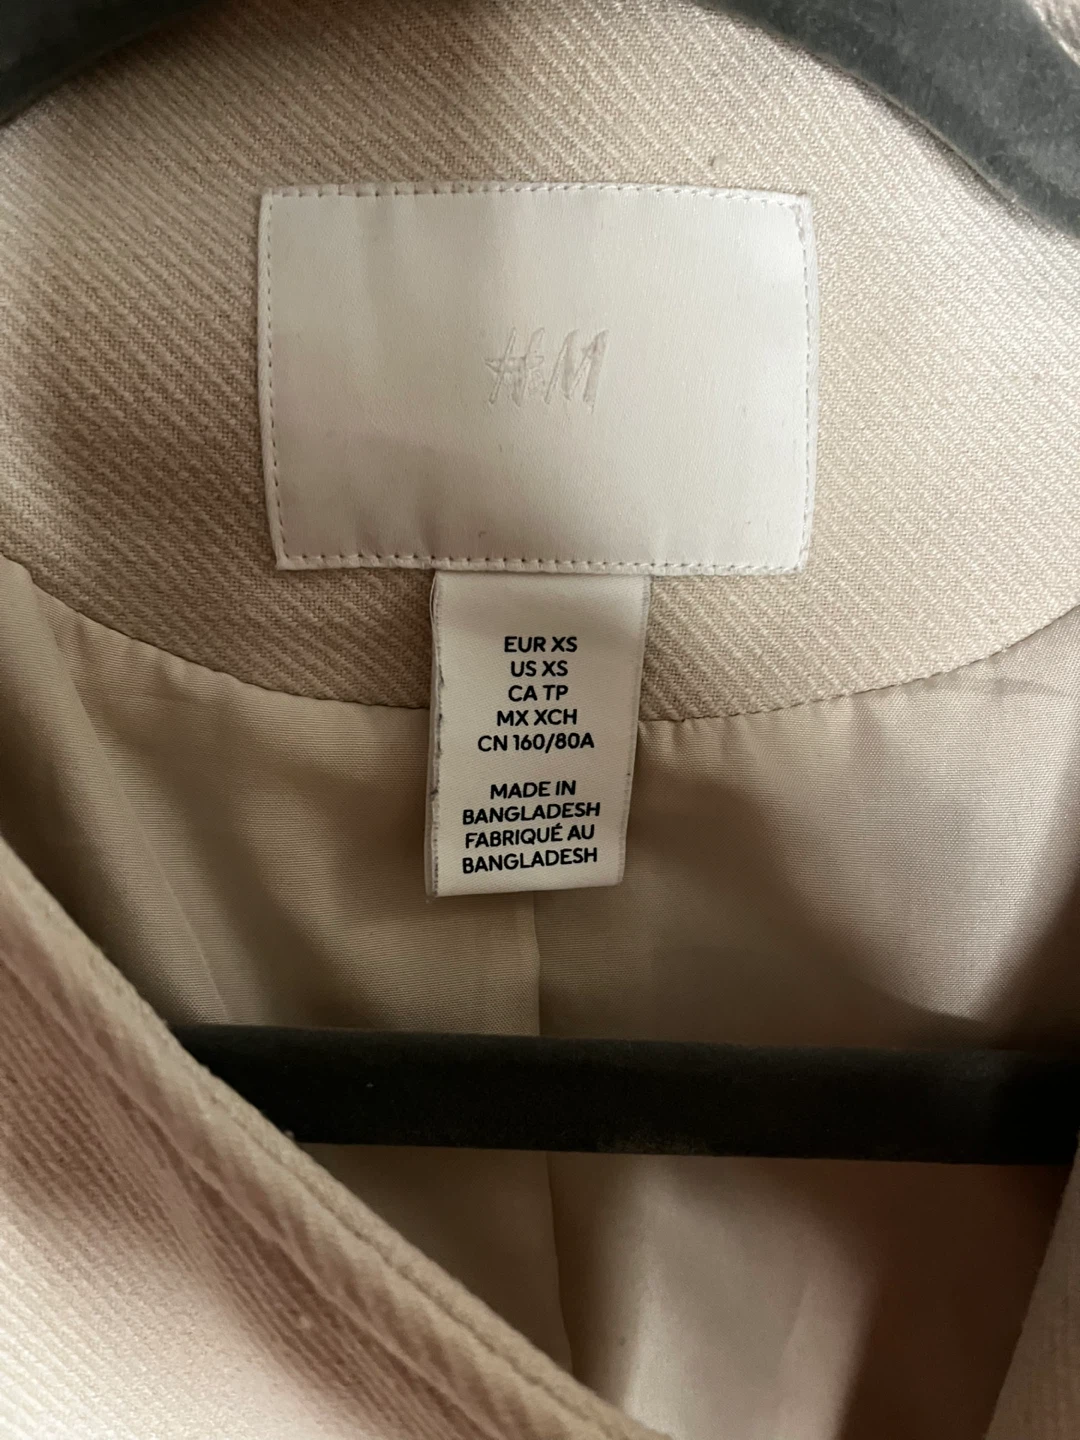 H&M
EUR XS
US XS
CA TP
MX XCH
CN 160/80A
MADE IN
BANGLADESH
FABRIQUÉ AU
BANGLADESH